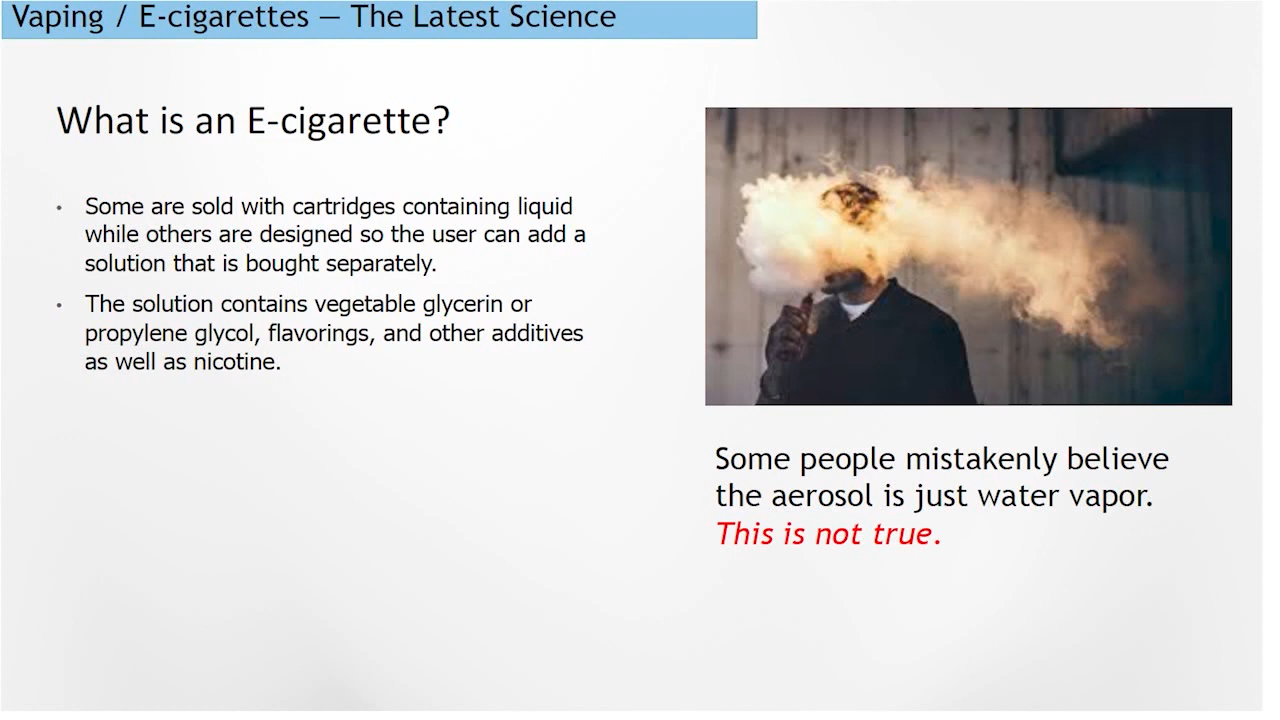 Vaping / E-cigarettes — The Latest Science
What is an E-cigarette?
• Some are sold with cartridges containing liquid
while others are designed so the user can add a
solution that is bought separately.
• The solution contains vegetable glycerin or
propylene glycol, flavorings, and other additives
as well as nicotine.
Some people mistakenly believe
the aerosol is just water vapor.
This is not true.